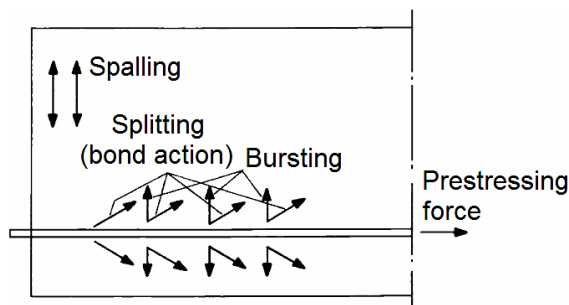 Spalling
Splitting
(bond action)
Bursting
Prestressing
force